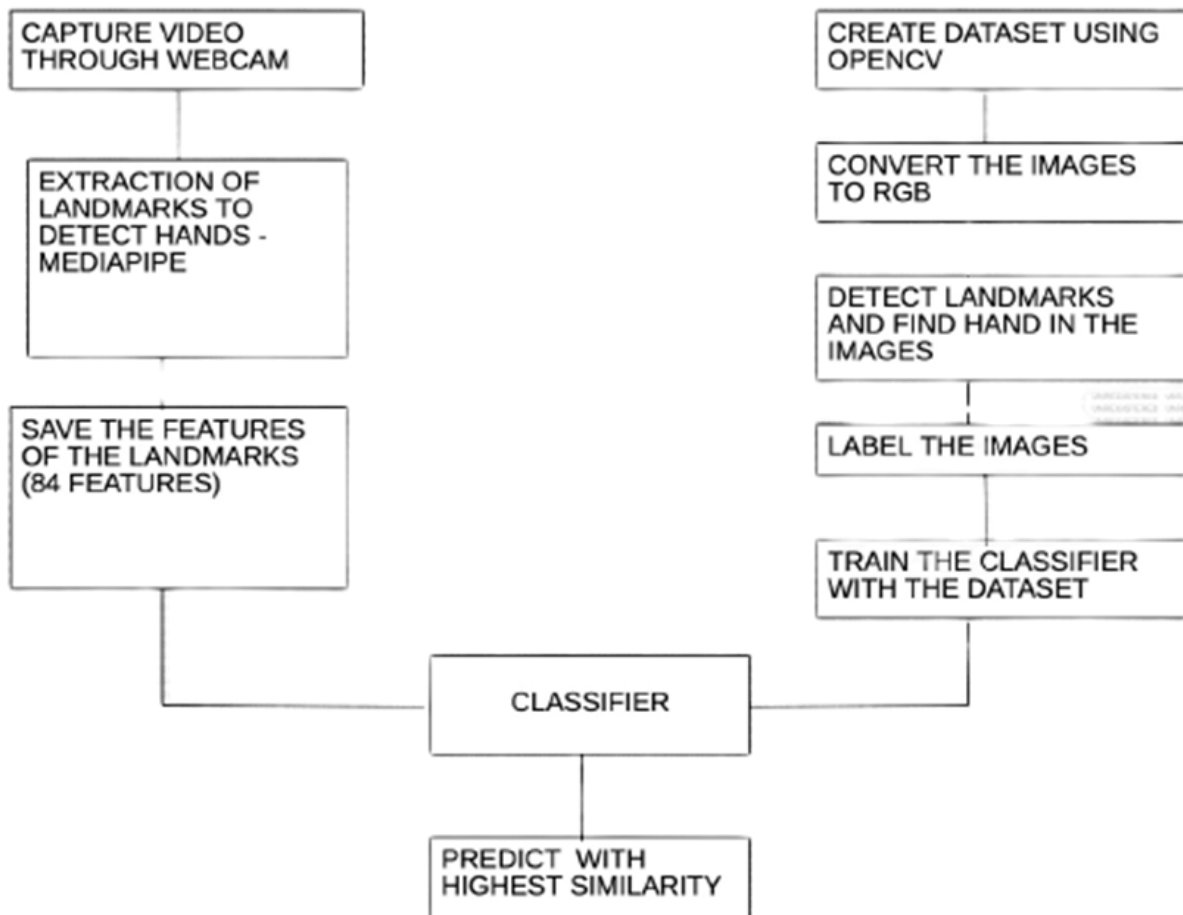 CAPTURE VIDEO
THROUGH WEBCAM
EXTRACTION OF
LANDMARKS TO
DETECT HANDS -
MEDIAPIPE
SAVE THE FEATURES
OF THE LANDMARKS
(84 FEATURES)
CREATE DATASET USING
OPENCV
CONVERT THE IMAGES
TO RGB
DETECT LANDMARKS
AND FIND HAND IN THE
IMAGES
LABEL THE IMAGES
TRAIN THE CLASSIFIER
WITH THE DATASET
CLASSIFIER
PREDICT WITH
HIGHEST SIMILARITY